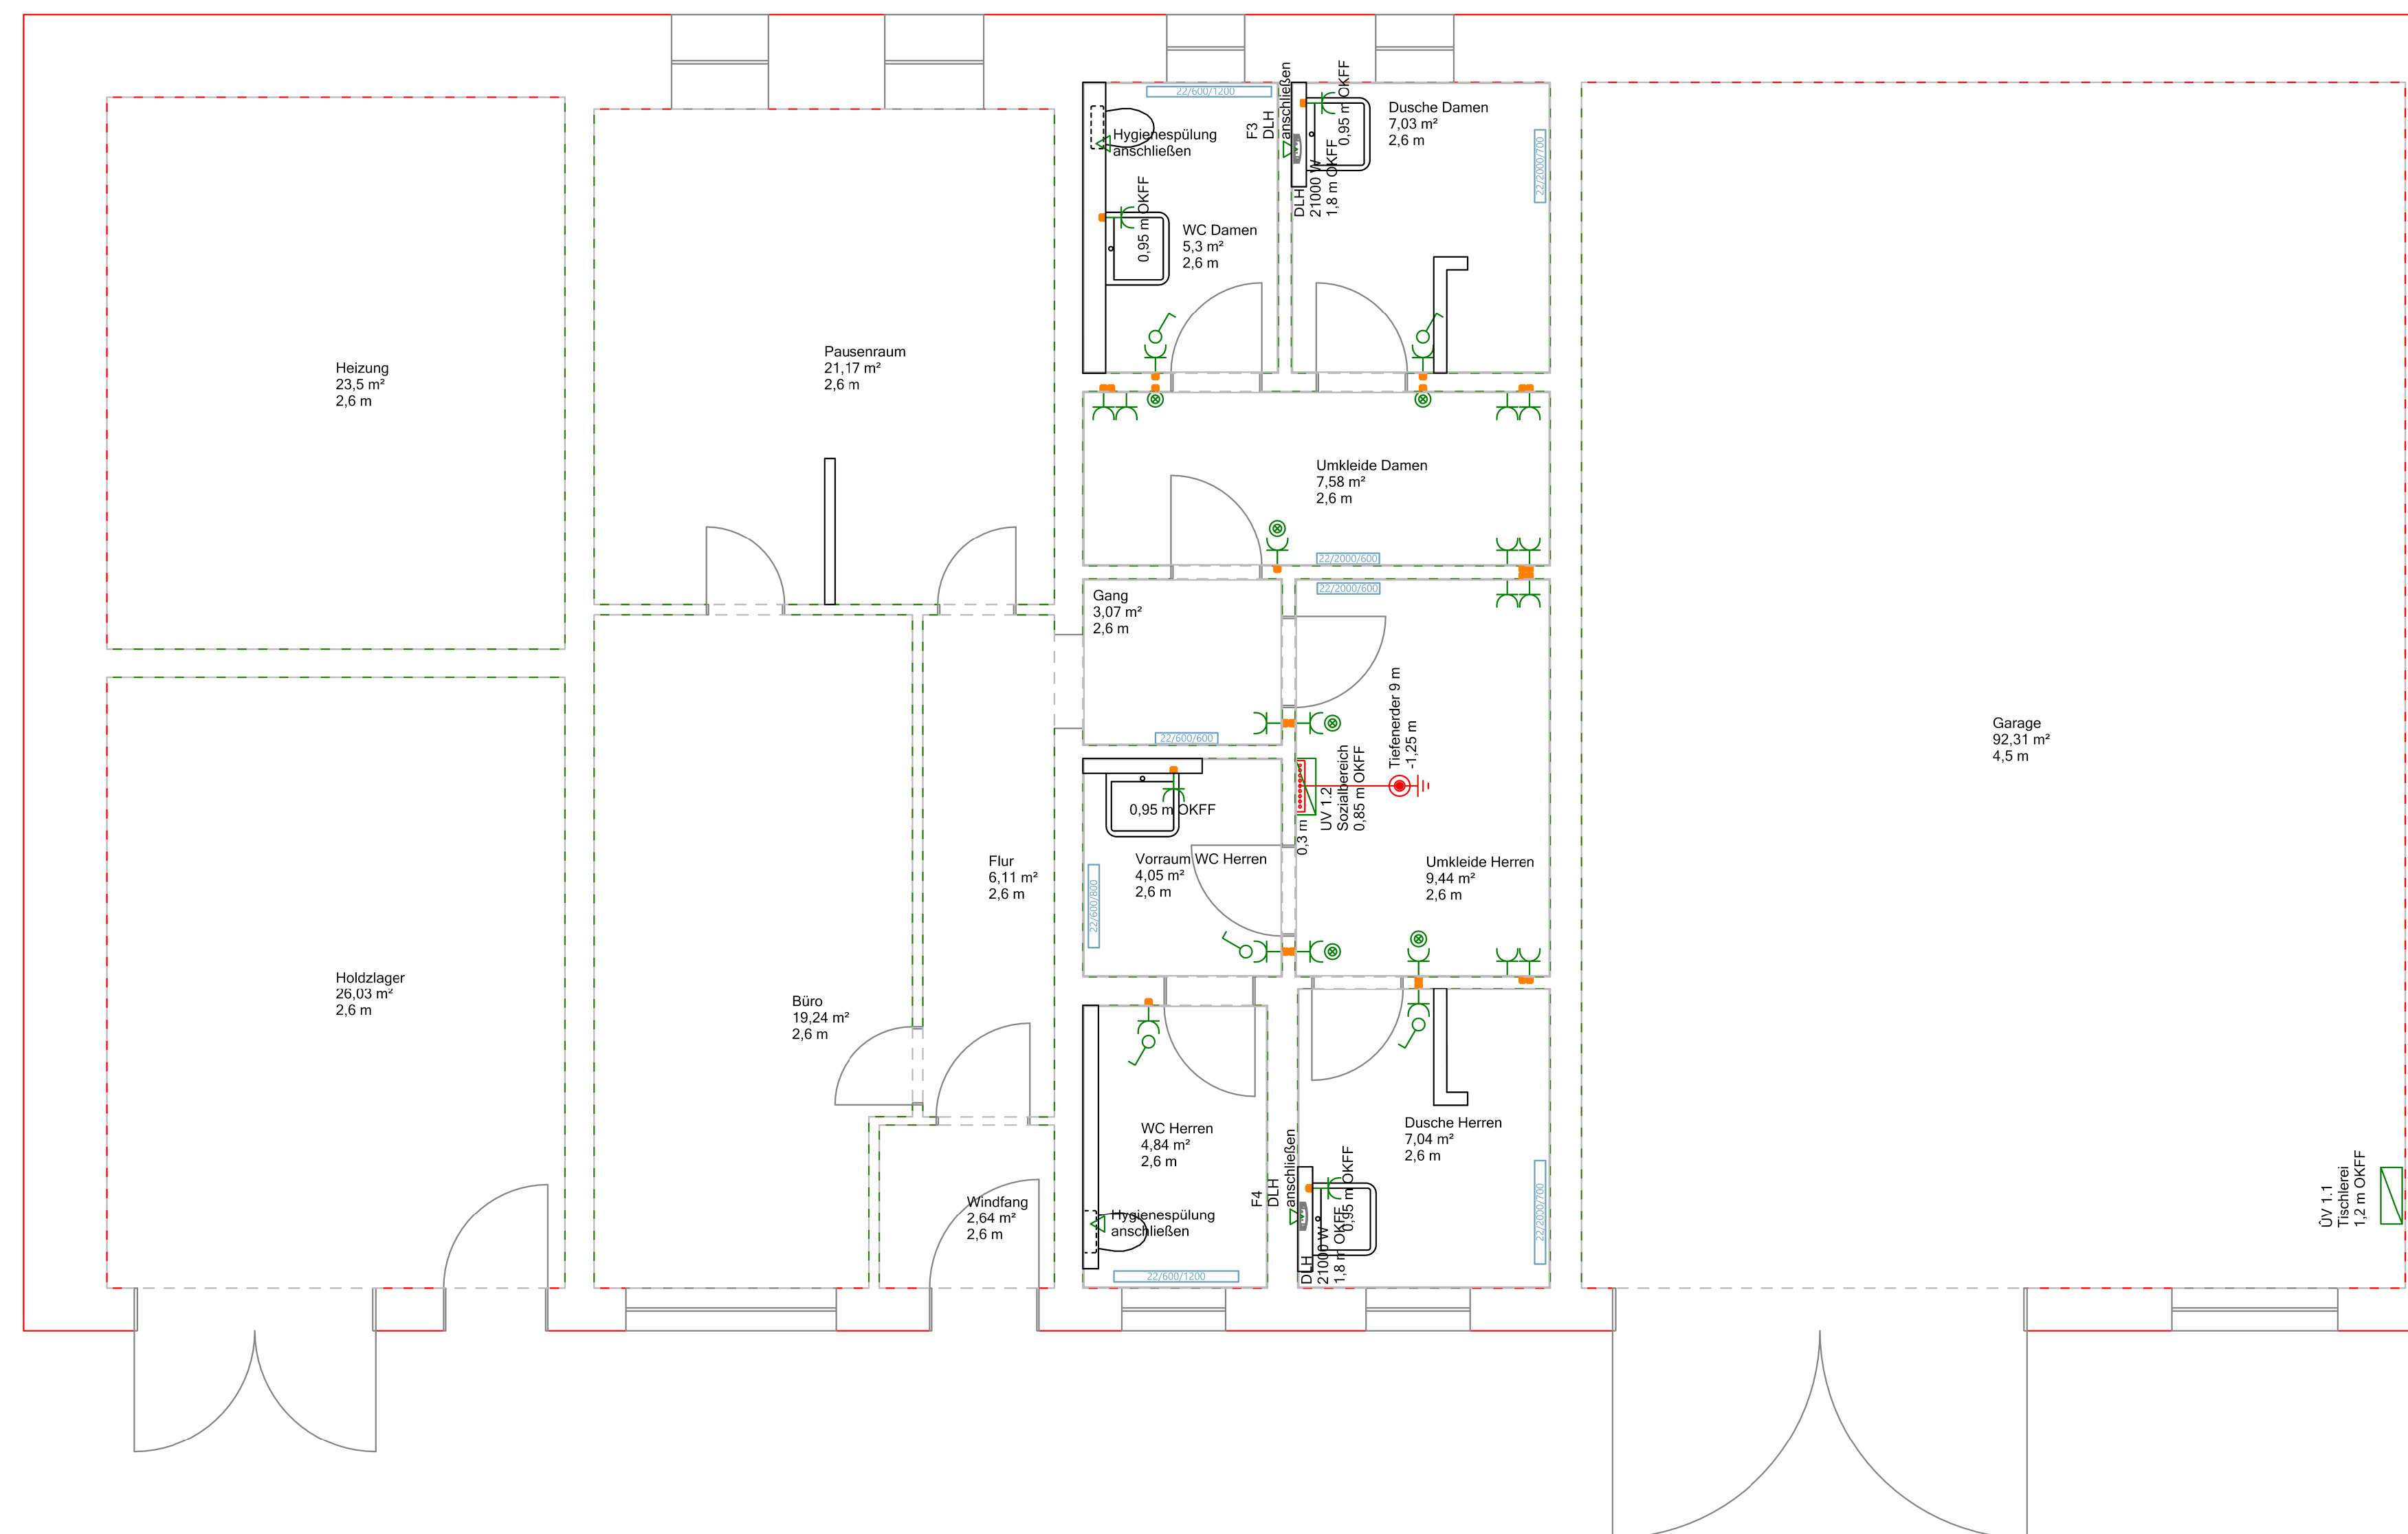 22/600/1200
Hygienespülung
anschließen
0,95 m OKFF
WC Damen
5,3 m²
2,6 m
F3
DLH
anschließen
DLH
21000 W
1,8 m OKFF
0,95 m OKFF
Dusche Damen
7,03 m²
2,6 m
22/2000/700
Heizung
23,5 m²
2,6 m
Pausenraum
21,17 m²
2,6 m
Umkleide Damen
7,58 m²
2,6 m
22/2000/600
22/2000/600
Gang
3,07 m²
2,6 m
22/600/600
Tiefenerder 9 m
-1,25 m
UV 1.2
Sozialbereich
0,85 m OKFF
0,3 m
Garage
92,31 m²
4,5 m
0,95 m OKFF
Vorraum WC Herren
4,05 m²
2,6 m
22/600/800
Flur
6,11 m²
2,6 m
Umkleide Herren
9,44 m²
2,6 m
Holdzlager
26,03 m²
2,6 m
Büro
19,24 m²
2,6 m
WC Herren
4,84 m²
2,6 m
Dusche Herren
7,04 m²
2,6 m
Windfang
2,64 m²
2,6 m
Hygienespülung
anschließen
22/600/1200
F4
DLH
anschließen
DLH
21000 W
1,8 m OKFF
0,95 m OKFF
22/2000/700
ÛV 1.1
Tischlerei
1,2 m OKFF